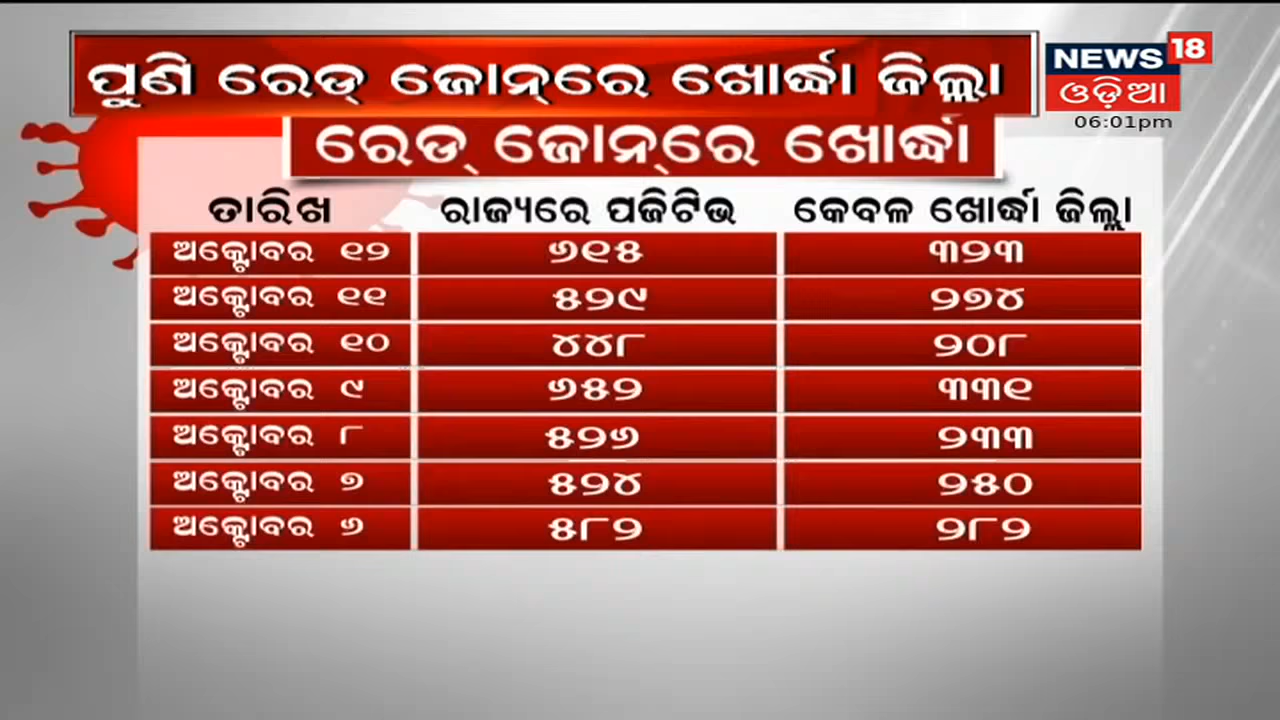 ପୁଣି ରେଡ୍ ଜୋନ୍‌ରେ ଖୋର୍ଦ୍ଧା ଜିଲ୍ଲା
NEWS 18
ଓଡ଼ିଆ
06:01pm
ରେଡ୍ ଜୋନ୍‌ରେ ଖୋର୍ଦ୍ଧା
ତାରିଖ ରାଜ୍ୟରେ ପଜିଟିଭ କେବଳ ଖୋର୍ଦ୍ଧା ଜିଲ୍ଲା
ଅକ୍ଟୋବର ୧୨ ୬୧୫ ୩୨୩
ଅକ୍ଟୋବର ୧୧ ୫୨୯ ୨୭୪
ଅକ୍ଟୋବର ୧୦ ୪୪୮ ୨୦୮
ଅକ୍ଟୋବର ୯ ୬୫୨ ୩୩୧
ଅକ୍ଟୋବର ୮ ୫୨୬ ୨୩୩
ଅକ୍ଟୋବର ୭ ୫୨୪ ୨୫୦
ଅକ୍ଟୋବର ୬ ୫୮୨ ୨୮୨